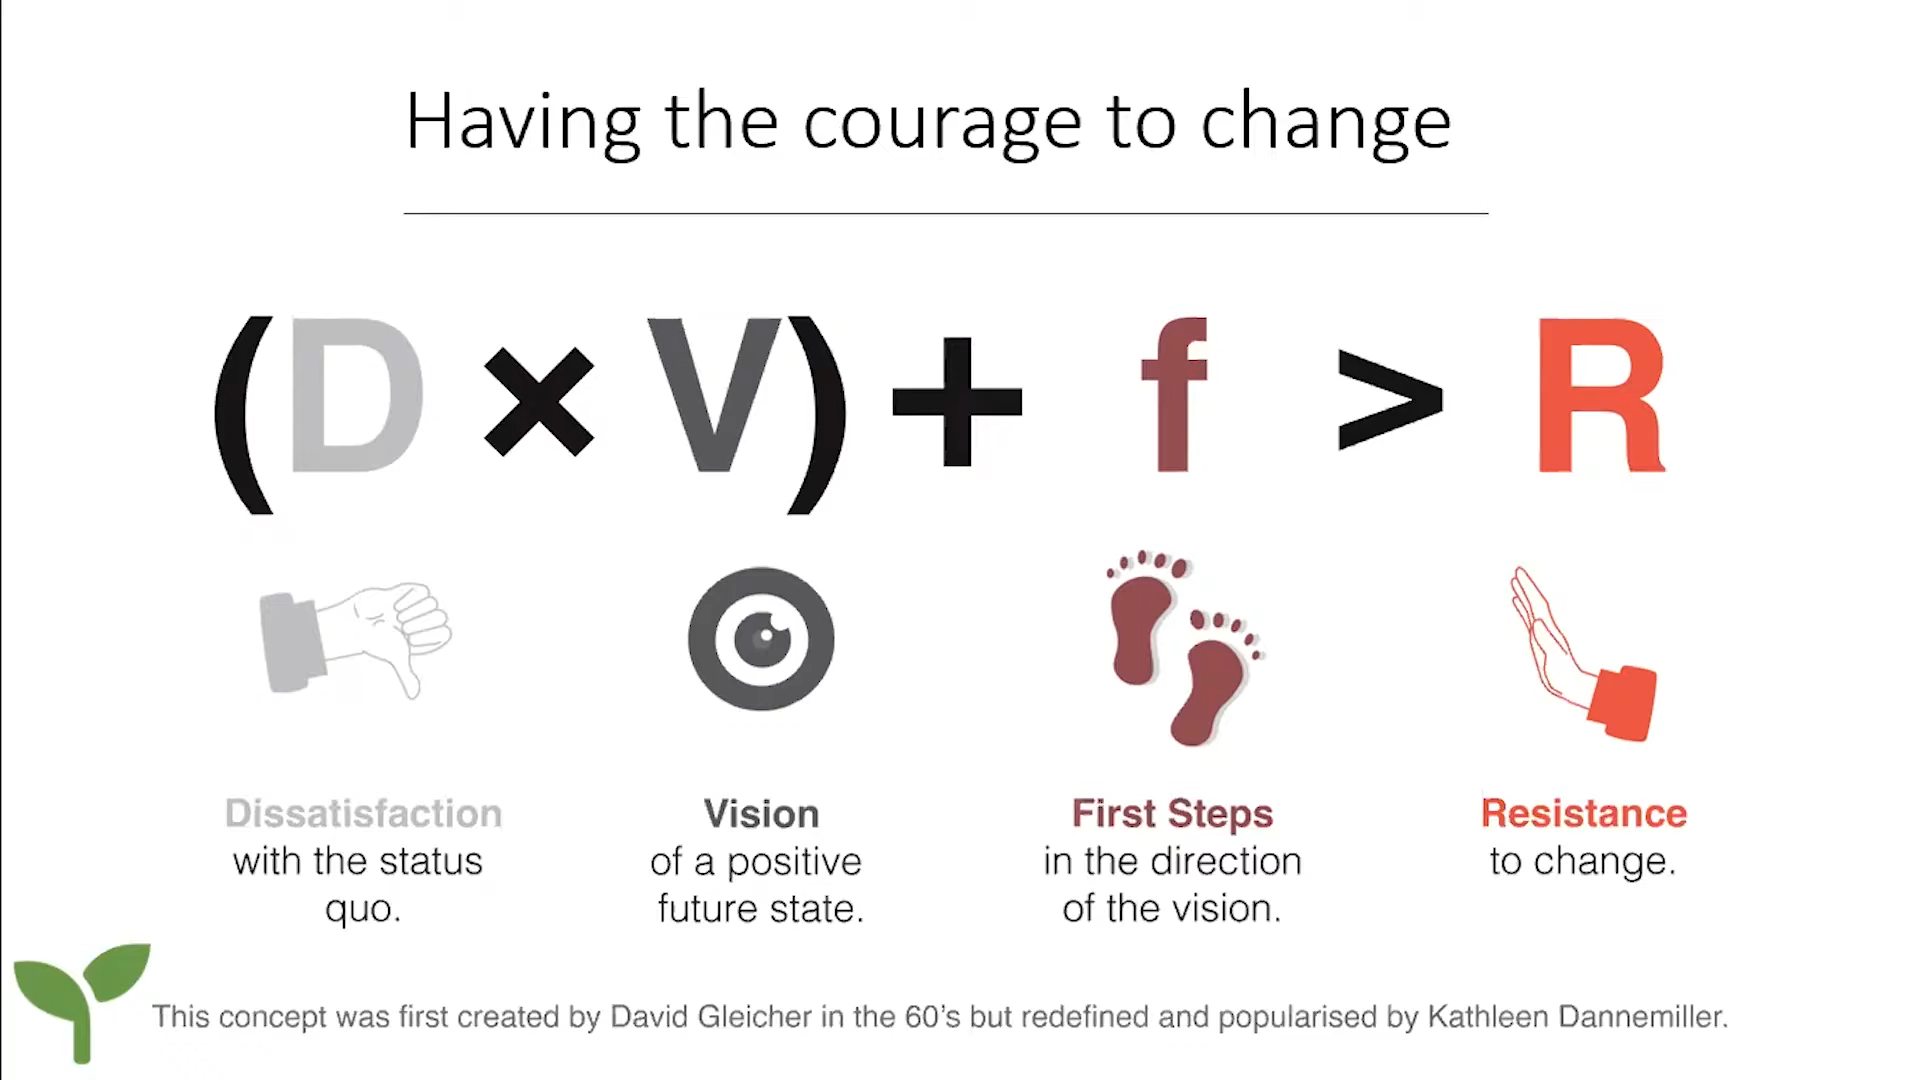 Having the courage to change
(D × V) + f > R
Dissatisfaction
with the status
quo.
Vision
of a positive
future state.
First Steps
in the direction
of the vision.
Resistance
to change.
This concept was first created by David Gleicher in the 60’s but redefined and popularised by Kathleen Dannemiller.